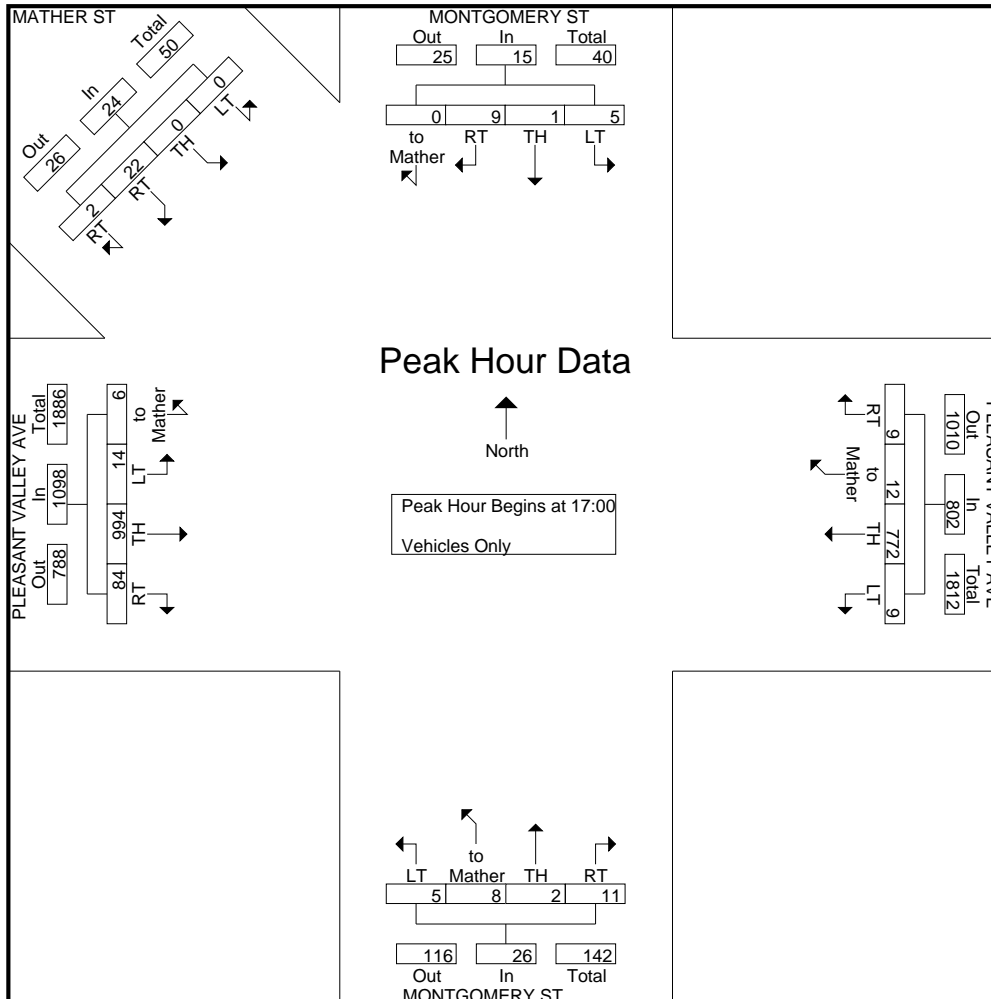 MATHER ST
Out
In
Total
26
24
50
2
22
0
0
RT
RT
TH
LT
MONTGOMERY ST
Out
In
Total
25
15
40
0
9
1
5
to
Mather
RT
TH
LT
Peak Hour Data
North
Peak Hour Begins at 17:00
Vehicles Only
PLEASANT VALLEY AVE
Out
In
Total
788
1098
1886
84
994
14
6
RT
TH
LT
to
Mather
PLEASANT VALLEY AVE
Out
In
Total
1010
802
1812
9
12
772
9
RT
to
Mather
TH
LT
LT
to
Mather
TH
RT
5
8
2
11
116
26
142
Out
In
Total
MONTGOMERY ST